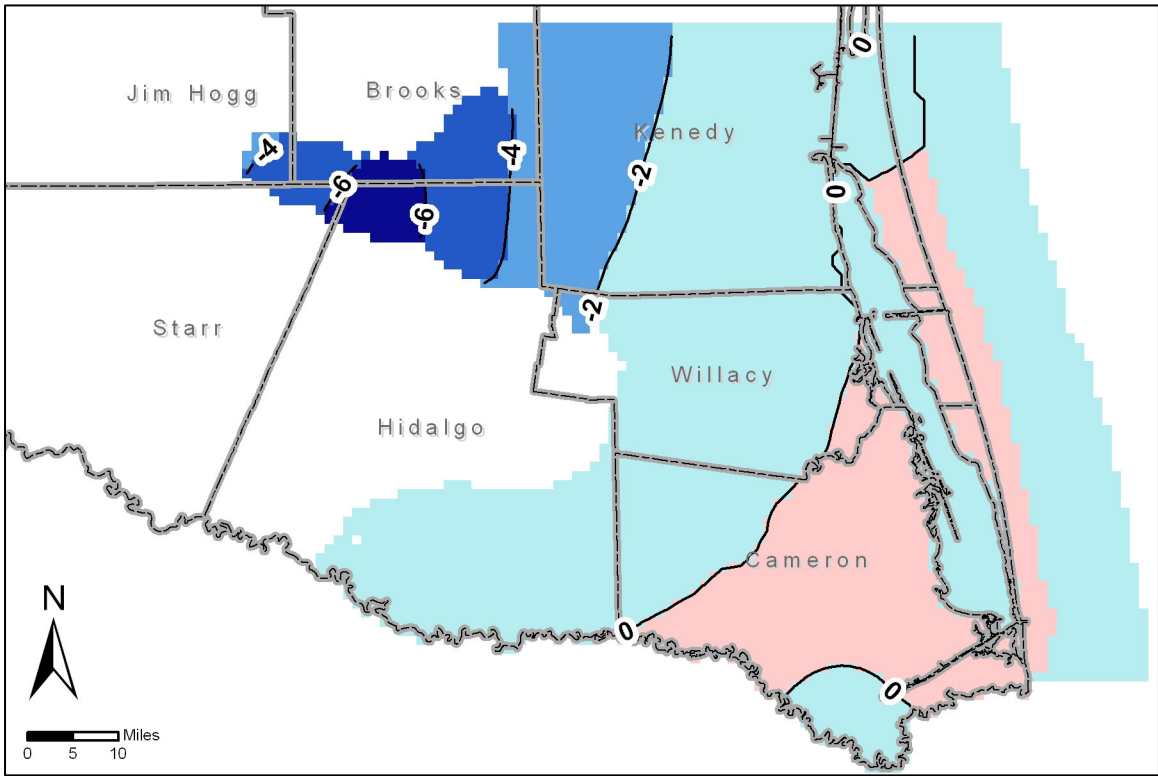 0
Jim Hogg
Brooks
Kenedy
-4
-4
-2
-6
-6
0
-2
Starr
Willacy
Hidalgo
Cameron
N
0
0
Miles
0 5 10